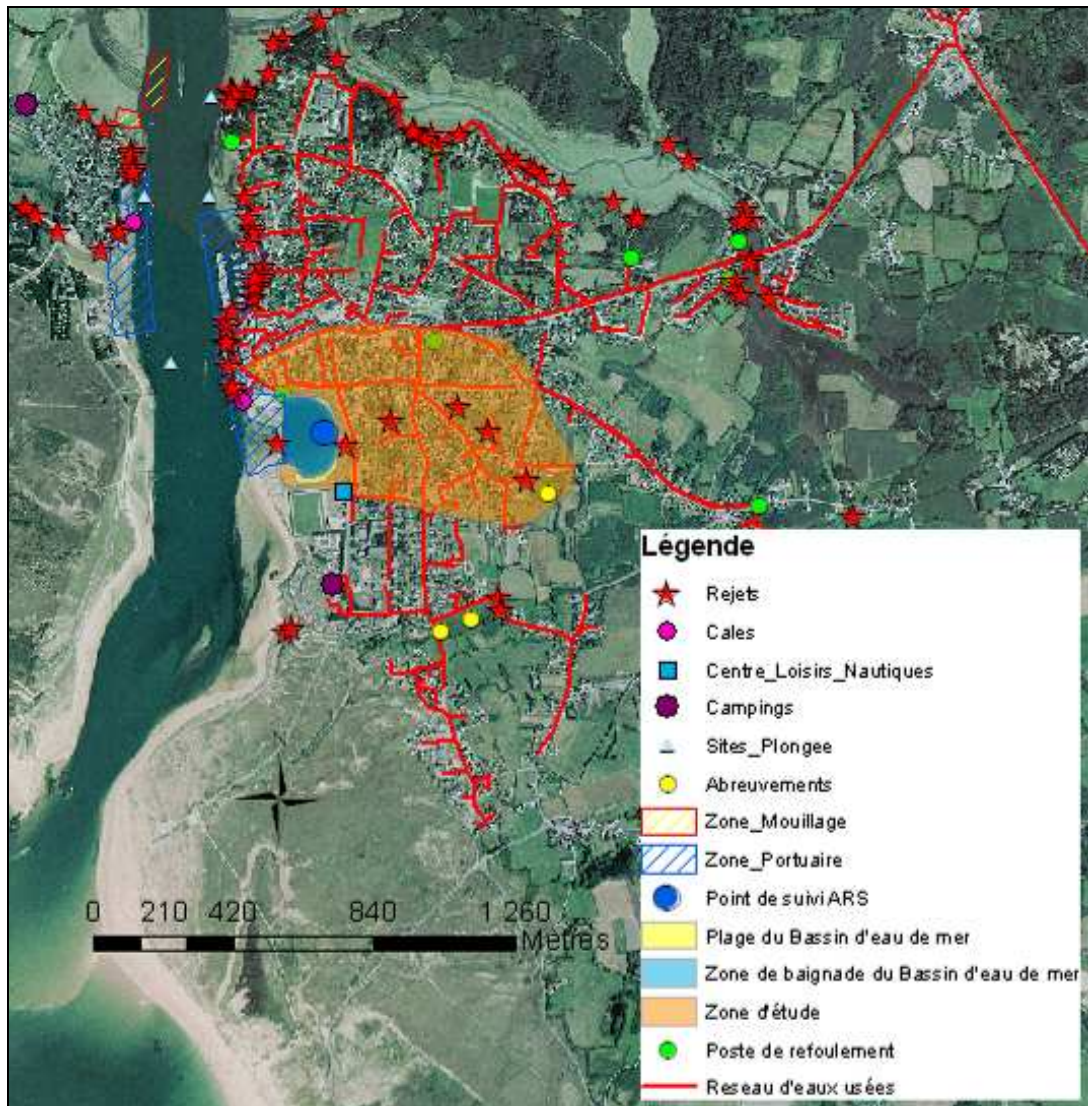 Légende
Rejets
Cales
Centre_Loisirs_Nautiques
Campings
Sites_Plongee
Abreuvements
Zone_Mouillage
Zone_Portuaire
Point de suivi ARS
Plage du Bassin d'eau de mer
Zone de baignade du Bassin d'eau de mer
Zone d'étude
Poste de refoulement
Reseau d'eaux usées
0 210 420 840 1 260
Metres